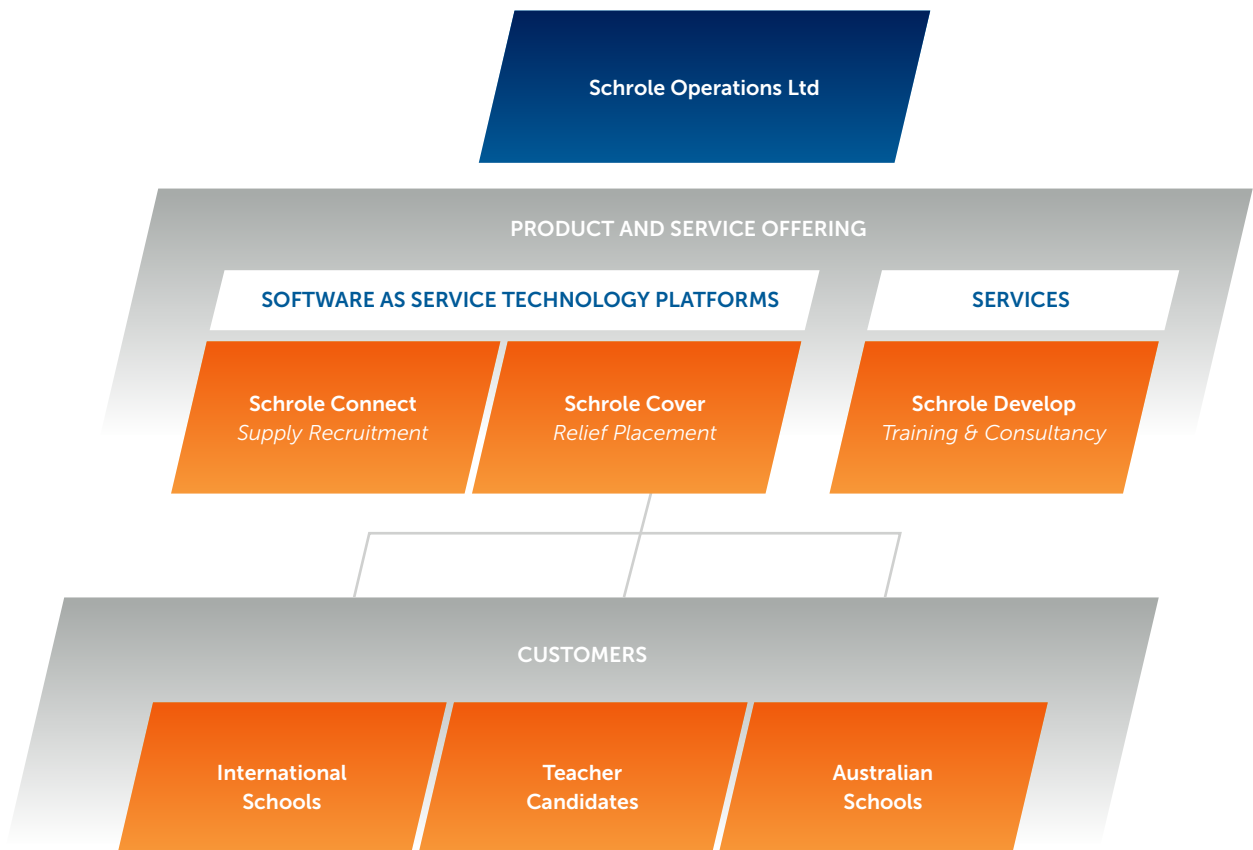 Schrole Operations Ltd
PRODUCT AND SERVICE OFFERING
SOFTWARE AS SERVICE TECHNOLOGY PLATFORMS
SERVICES
Schrole Connect
Supply Recruitment
Schrole Cover
Relief Placement
Schrole Develop
Training & Consultancy
CUSTOMERS
International
Schools
Teacher
Candidates
Australian
Schools